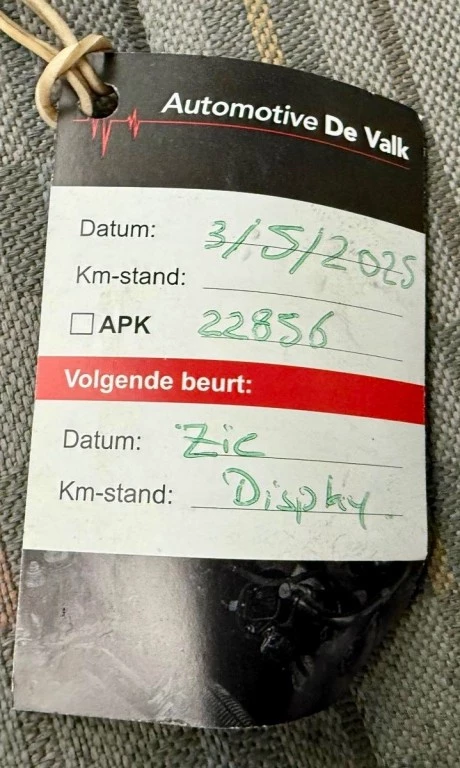 Automotive De Valk
Datum: 3/5/2025
Km-stand:
APK 22856
Volgende beurt:
Datum: Zie
Km-stand: Display